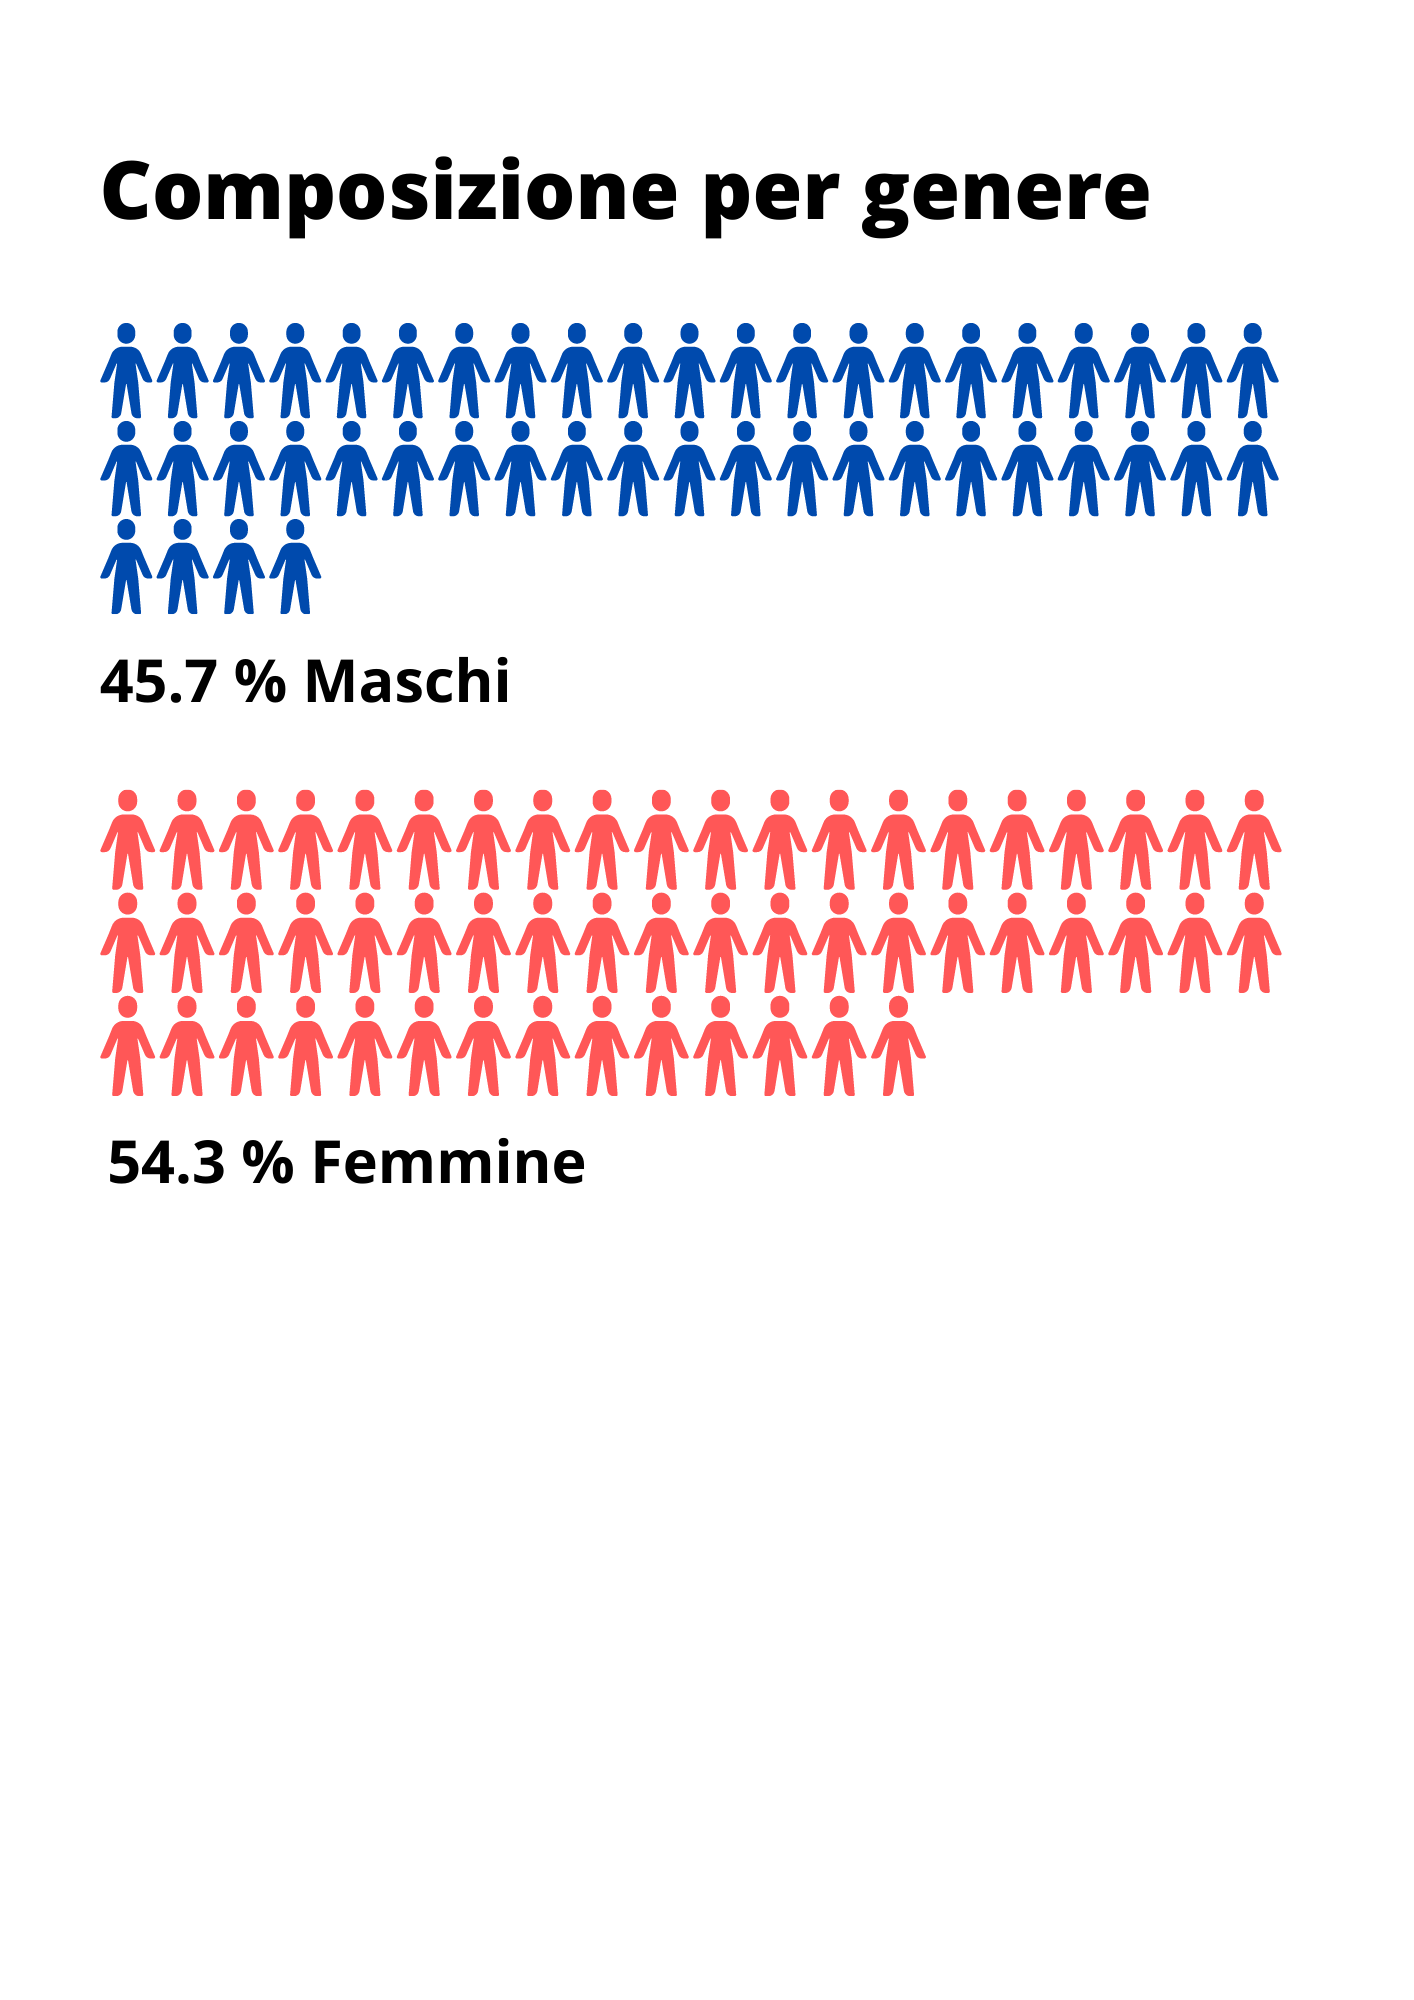 Composizione per genere
45.7 % Maschi
54.3 % Femmine